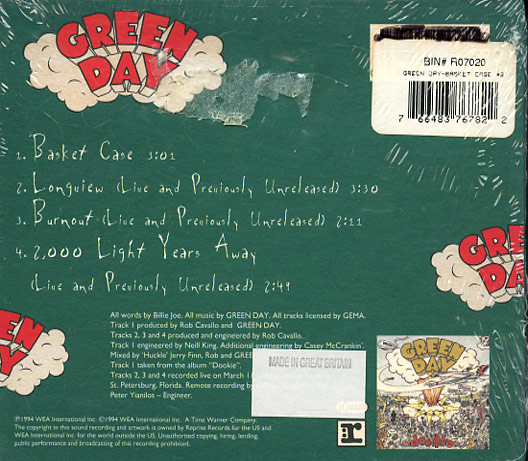 GREEN
DAY
BIN# R07020
GREEN DAY-BASKET CASE #2
7 66483 76782 2
1. Basket Case 3:01
2. Longview (Live and Previously Unreleased) 3:30
3. Burnout (Live and Previously Unreleased) 2:11
4. 2,000 Light Years Away
(Live and Previously Unreleased) 2:49
GREEN
DAY
GREEN
DAY
All words by Billie Joe. All music by GREEN DAY. All tracks licensed by GEMA.
Track 1 produced by Rob Cavallo and GREEN DAY.
Tracks 2, 3 and 4 produced and engineered by Rob Cavallo.
Track 1 engineered by Neill King. Additional engineering by Casey McCrankin'.
Mixed by 'Huckle' Jerry Finn, Rob and GREE
Track 1 taken from the album "Dookie".
Tracks 2, 3 and 4 recorded live on March 1
St. Petersburg, Florida. Remote recording by
Peter Yianilos – Engineer.
MADE IN GREAT BRITAIN
GREEN
DAY
dookie
℗1994 WEA International Inc. ©1994 WEA International Inc. A Time Warner Company.
The copyright in this sound recording and artwork is owned by Reprise Records for the US and
WEA International Inc. for the world outside the US. Unauthorized copying, hiring, lending,
public performance and broadcasting of this recording prohibited.
r